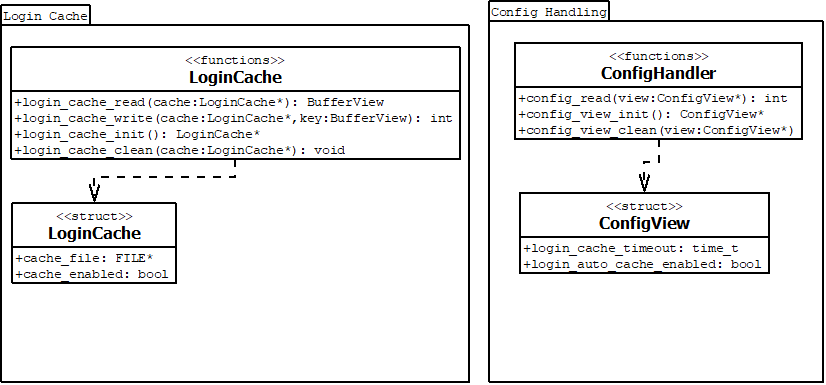 Login Cache
<<functions>>
LoginCache
+login_cache_read(cache:LoginCache*): BufferView
+login_cache_write(cache:LoginCache*,key:BufferView): int
+login_cache_init(): LoginCache*
+login_cache_clean(cache:LoginCache*): void
<<struct>>
LoginCache
+cache_file: FILE*
+cache_enabled: bool
Config Handling
<<functions>>
ConfigHandler
+config_read(view:ConfigView*): int
+config_view_init(): ConfigView*
+config_view_clean(view:ConfigView*)
<<struct>>
ConfigView
+login_cache_timeout: time_t
+login_auto_cache_enabled: bool